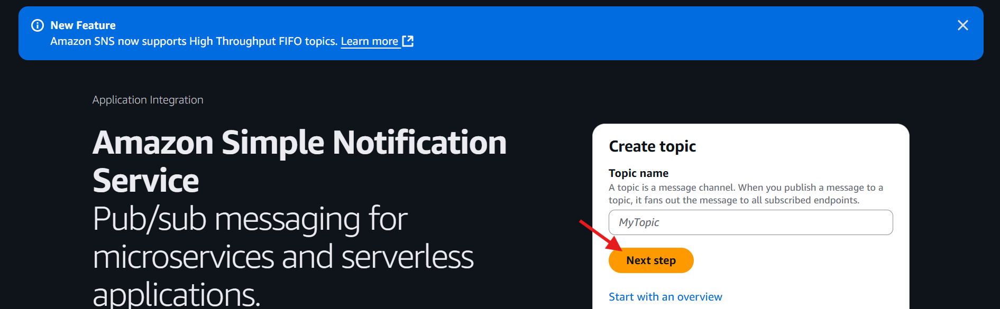 New Feature
Amazon SNS now supports High Throughput FIFO topics. Learn more
Application Integration
Amazon Simple Notification
Service
Pub/sub messaging for
microservices and serverless
applications.
Create topic
Topic name
A topic is a message channel. When you publish a message to a
topic, it fans out the message to all subscribed endpoints.
MyTopic
Next step
Start with an overview